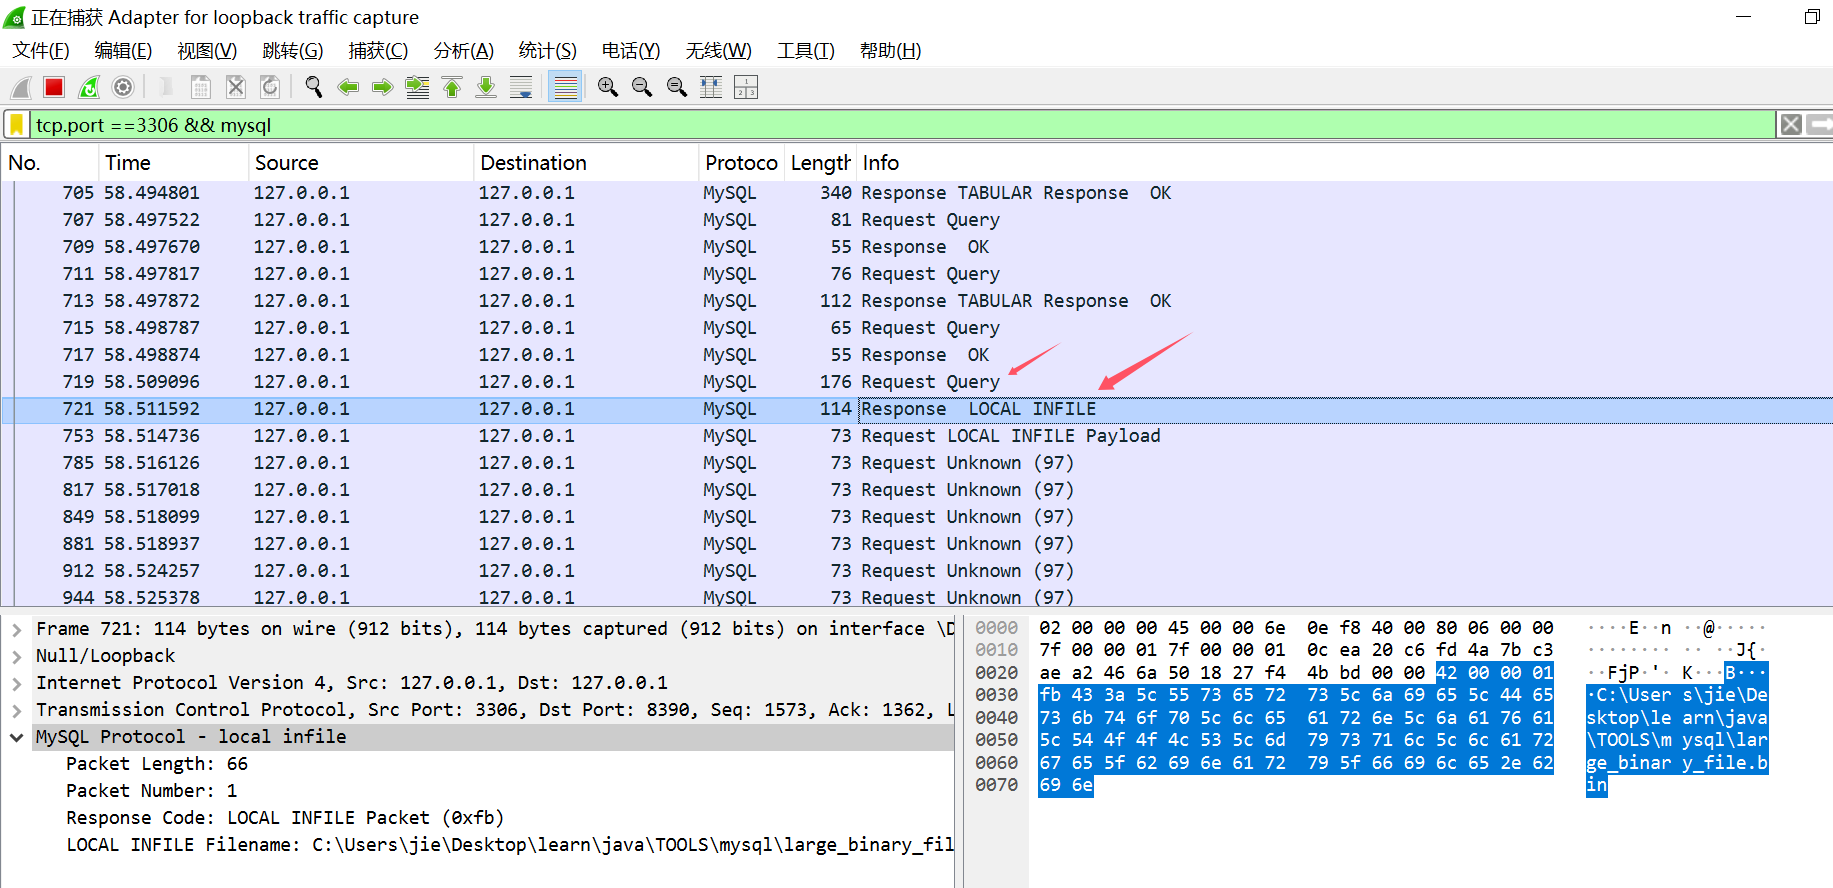 正在捕获 Adapter for loopback traffic capture
文件(F) 编辑(E) 视图(V) 跳转(G) 捕获(C) 分析(A) 统计(S) 电话(Y) 无线(W) 工具(T) 帮助(H)
tcp.port ==3306 && mysql
No. Time Source Destination Protoco Length Info
705 58.494801 127.0.0.1 127.0.0.1 MySQL 340 Response TABULAR Response OK
707 58.497522 127.0.0.1 127.0.0.1 MySQL 81 Request Query
709 58.497670 127.0.0.1 127.0.0.1 MySQL 55 Response OK
711 58.497817 127.0.0.1 127.0.0.1 MySQL 76 Request Query
713 58.497872 127.0.0.1 127.0.0.1 MySQL 112 Response TABULAR Response OK
715 58.498787 127.0.0.1 127.0.0.1 MySQL 65 Request Query
717 58.498874 127.0.0.1 127.0.0.1 MySQL 55 Response OK
719 58.509096 127.0.0.1 127.0.0.1 MySQL 176 Request Query
721 58.511592 127.0.0.1 127.0.0.1 MySQL 114 Response LOCAL INFILE
753 58.514736 127.0.0.1 127.0.0.1 MySQL 73 Request LOCAL INFILE Payload
785 58.516126 127.0.0.1 127.0.0.1 MySQL 73 Request Unknown (97)
817 58.517018 127.0.0.1 127.0.0.1 MySQL 73 Request Unknown (97)
849 58.518099 127.0.0.1 127.0.0.1 MySQL 73 Request Unknown (97)
881 58.518937 127.0.0.1 127.0.0.1 MySQL 73 Request Unknown (97)
912 58.524257 127.0.0.1 127.0.0.1 MySQL 73 Request Unknown (97)
944 58.525378 127.0.0.1 127.0.0.1 MySQL 73 Request Unknown (97)
Frame 721: 114 bytes on wire (912 bits), 114 bytes captured (912 bits) on interface \D
Null/Loopback
Internet Protocol Version 4, Src: 127.0.0.1, Dst: 127.0.0.1
Transmission Control Protocol, Src Port: 3306, Dst Port: 8390, Seq: 1573, Ack: 1362, L
MySQL Protocol - local infile
Packet Length: 66
Packet Number: 1
Response Code: LOCAL INFILE Packet (0xfb)
LOCAL INFILE Filename: C:\Users\jie\Desktop\learn\java\TOOLS\mysql\large_binary_fil
0000 02 00 00 00 45 00 00 6e 0e f8 40 00 80 06 00 00 ····E··n ··@·····
0010 7f 00 00 01 7f 00 00 01 0c ea 20 c6 fd 4a 7b c3 ········ ·· ··J{·
0020 ae a2 46 6a 50 18 27 f4 4b bd 00 00 42 00 00 01 ··FjP·'· K···B···
0030 fb 43 3a 5c 55 73 65 72 73 5c 6a 69 65 5c 44 65 ·C:\User s\jie\De
0040 73 6b 74 6f 70 5c 6c 65 61 72 6e 5c 6a 61 76 61 sktop\le arn\java
0050 5c 54 4f 4f 4c 53 5c 6d 79 73 71 6c 5c 6c 61 72 \TOOLS\m ysql\lar
0060 67 65 5f 62 69 6e 61 72 79 5f 66 69 6c 65 2e 62 ge_binar y_file.b
0070 69 6e in